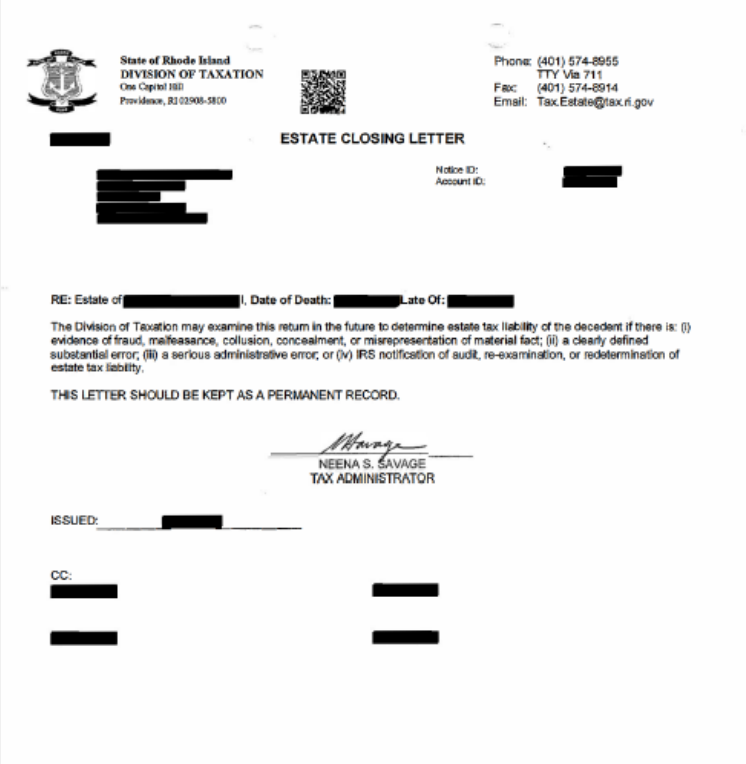 State of Rhode Island
DIVISION OF TAXATION
One Capitol Hill
Providence, RI 02908-5800
Phone: (401) 574-8955
TTY Via 711
Fax: (401) 574-8914
Email: Tax.Estate@tax.ri.gov
ESTATE CLOSING LETTER
Notice ID:
Account ID:
RE: Estate of l, Date of Death: Late Of:
The Division of Taxation may examine this return in the future to determine estate tax liability of the decedent if there is: (i)
evidence of fraud, malfeasance, collusion, concealment, or misrepresentation of material fact; (ii) a clearly defined
substantial error; (iii) a serious administrative error; or (iv) IRS notification of audit, re-examination, or redetermination of
estate tax liability.
THIS LETTER SHOULD BE KEPT AS A PERMANENT RECORD.
NSavage
NEENA S. SAVAGE
TAX ADMINISTRATOR
ISSUED:
CC: